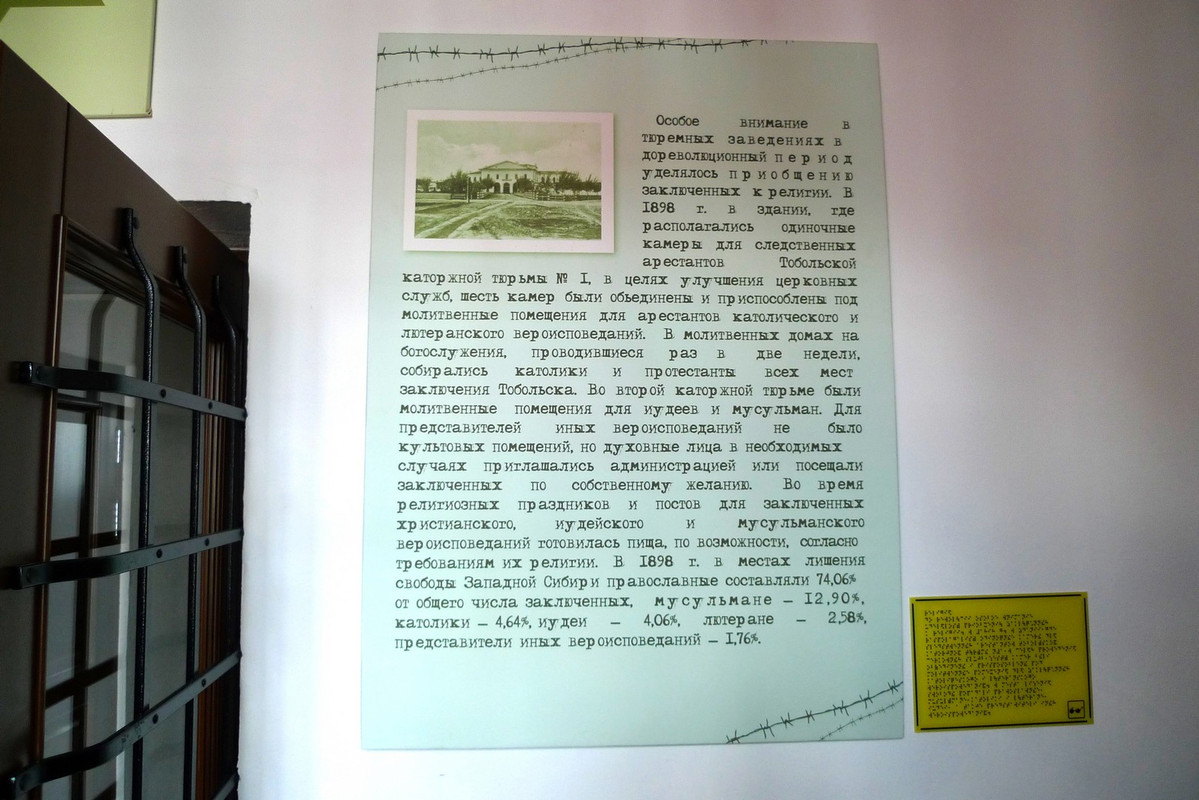 Особое внимание в
тюремных заведениях в
дореволюционный период
уделялось приобщению
заключенных к религии. В
1898 г. в здании, где
располагались одиночные
камеры для следственных
арестантов Тобольской
каторжной тюрьмы № 1, в целях улучшения церковных
служб, шесть камер были объединены и приспособлены под
молитвенные помещения для арестантов католического и
лютеранского вероисповеданий. В молитвенных домах на
богослужения, проводившиеся раз в две недели,
собирались католики и протестанты всех мест
заключения Тобольска. Во второй каторжной тюрьме были
молитвенные помещения для иудеев и мусульман. Для
представителей иных вероисповеданий не было
культовых помещений, но духовные лица в необходимых
случаях приглашались администрацией или посещали
заключенных по собственному желанию. Во время
религиозных праздников и постов для заключенных
христианского, иудейского и мусульманского
вероисповеданий готовилась пища, по возможности, согласно
требованиям их религии. В 1898 г. в местах лишения
свободы Западной Сибири православные составляли 74,06%
от общего числа заключенных, мусульмане – 12,90%,
католики – 4,64%, иудеи – 4,06%, лютеране – 2,58%,
представители иных вероисповеданий – 1,76%.